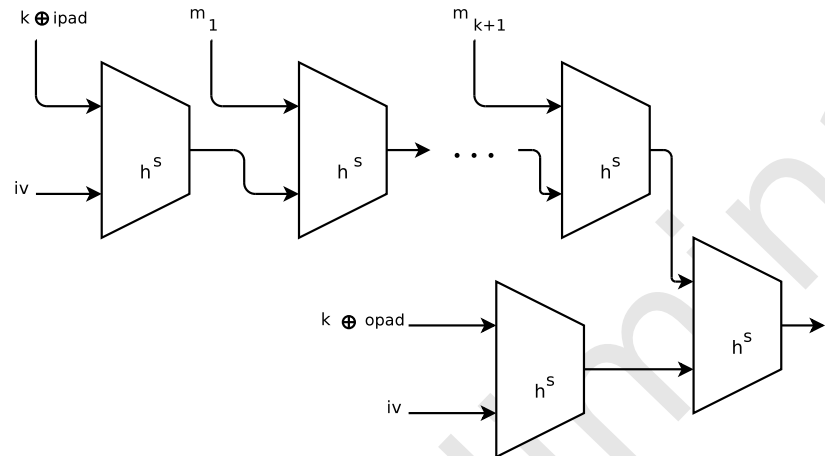 k ⊕ ipad
m 1
m k+1
h s
h s
. . .
h s
iv
k ⊕ opad
h s
h s
iv